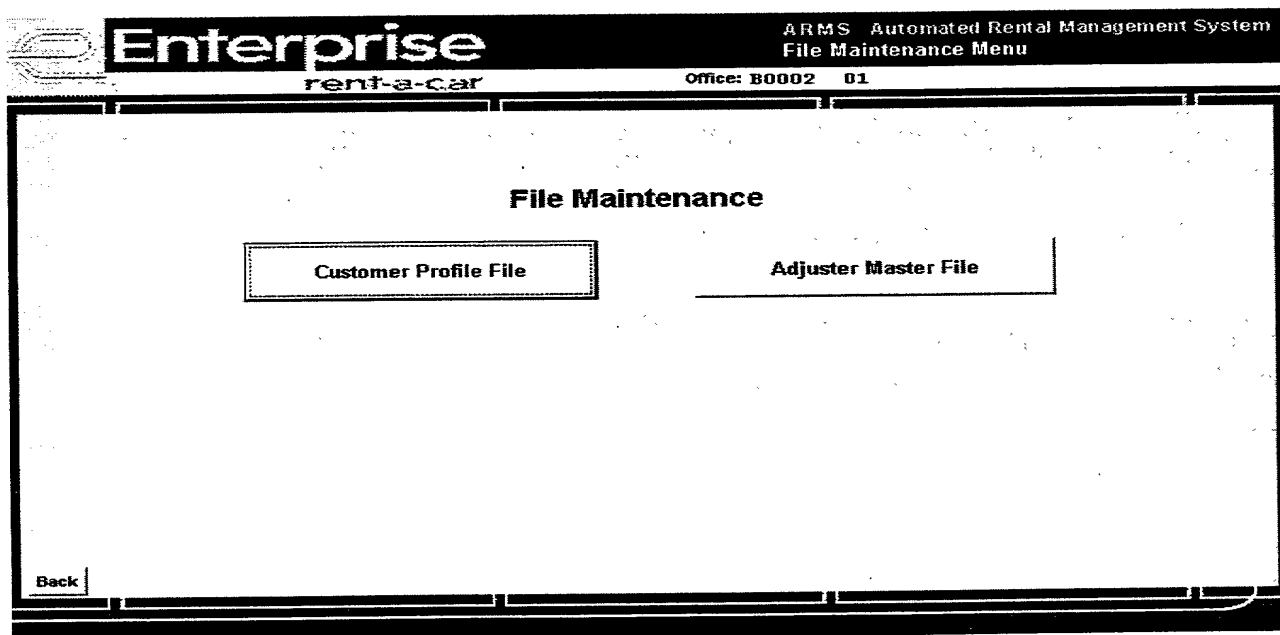 Enterprise
rent-a-car
ARMS Automated Rental Management System
File Maintenance Menu
Office: B0002 01
File Maintenance
Customer Profile File
Adjuster Master File
Back